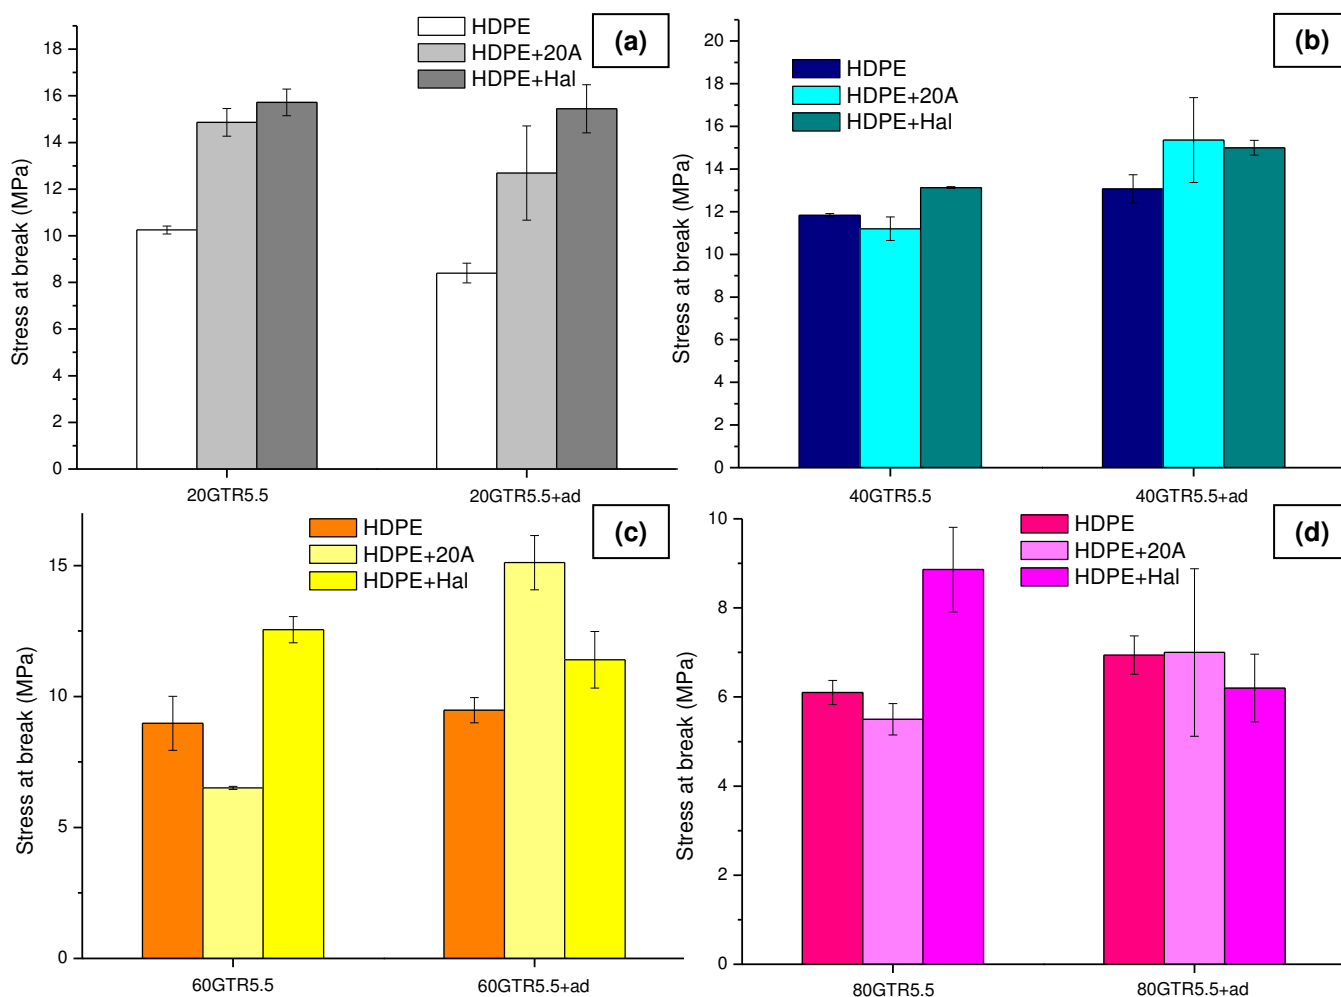 HDPE
HDPE+20A
HDPE+Hal
(a)
18
16
14
12
10
8
6
4
2
0
Stress at break (MPa)
20GTR5.5
20GTR5.5+ad
HDPE
HDPE+20A
HDPE+Hal
(b)
20
18
16
14
12
10
8
6
4
2
0
Stress at break (MPa)
40GTR5.5
40GTR5.5+ad
HDPE
HDPE+20A
HDPE+Hal
(c)
15
10
5
0
Stress at break (MPa)
60GTR5.5
60GTR5.5+ad
HDPE
HDPE+20A
HDPE+Hal
(d)
10
8
6
4
2
0
Stress at break (MPa)
80GTR5.5
80GTR5.5+ad